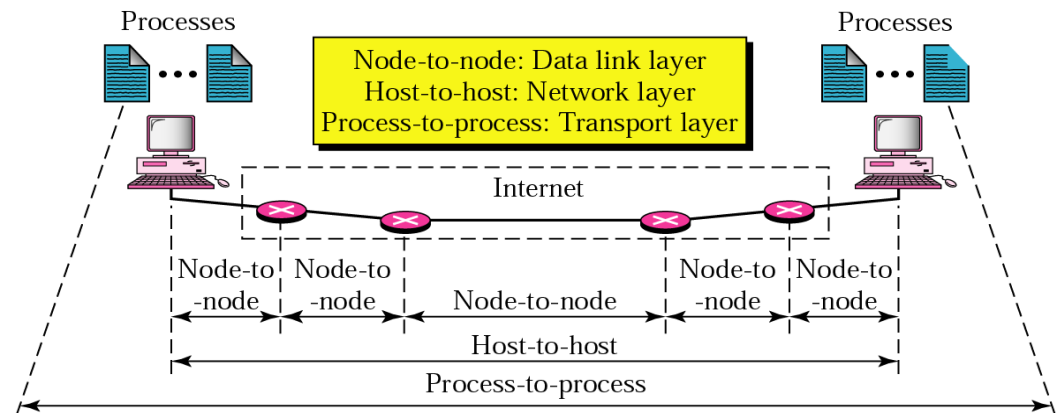 Processes
Processes
Node-to-node: Data link layer
Host-to-host: Network layer
Process-to-process: Transport layer
Internet
Node-to
-node
Node-to
-node
Node-to-node
Node-to
-node
Node-to
-node
Host-to-host
Process-to-process